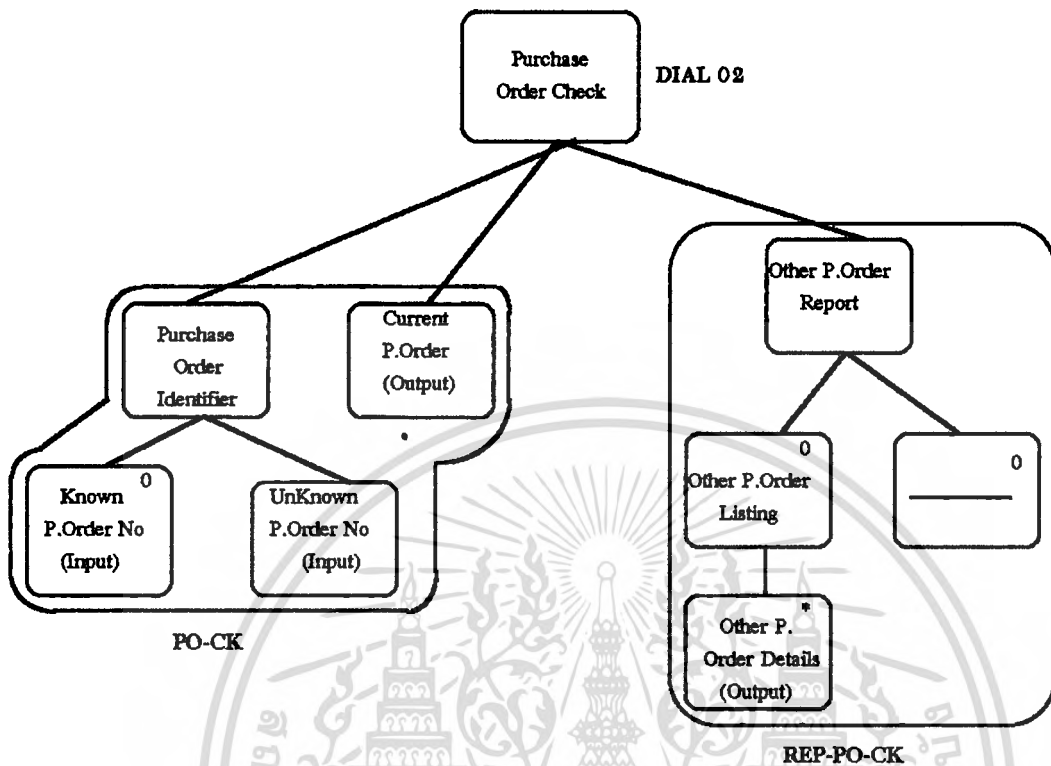 Purchase
Order Check
DIAL 02
Purchase
Order
Identifier
Current
P.Order
(Output)
Other P.Order
Report
0
Known
P.Order No
(Input)
UnKnown
P.Order No
(Input)
0
Other P.Order
Listing
0
*
Other P.
Order Details
(Output)
PO-CK
REP-PO-CK